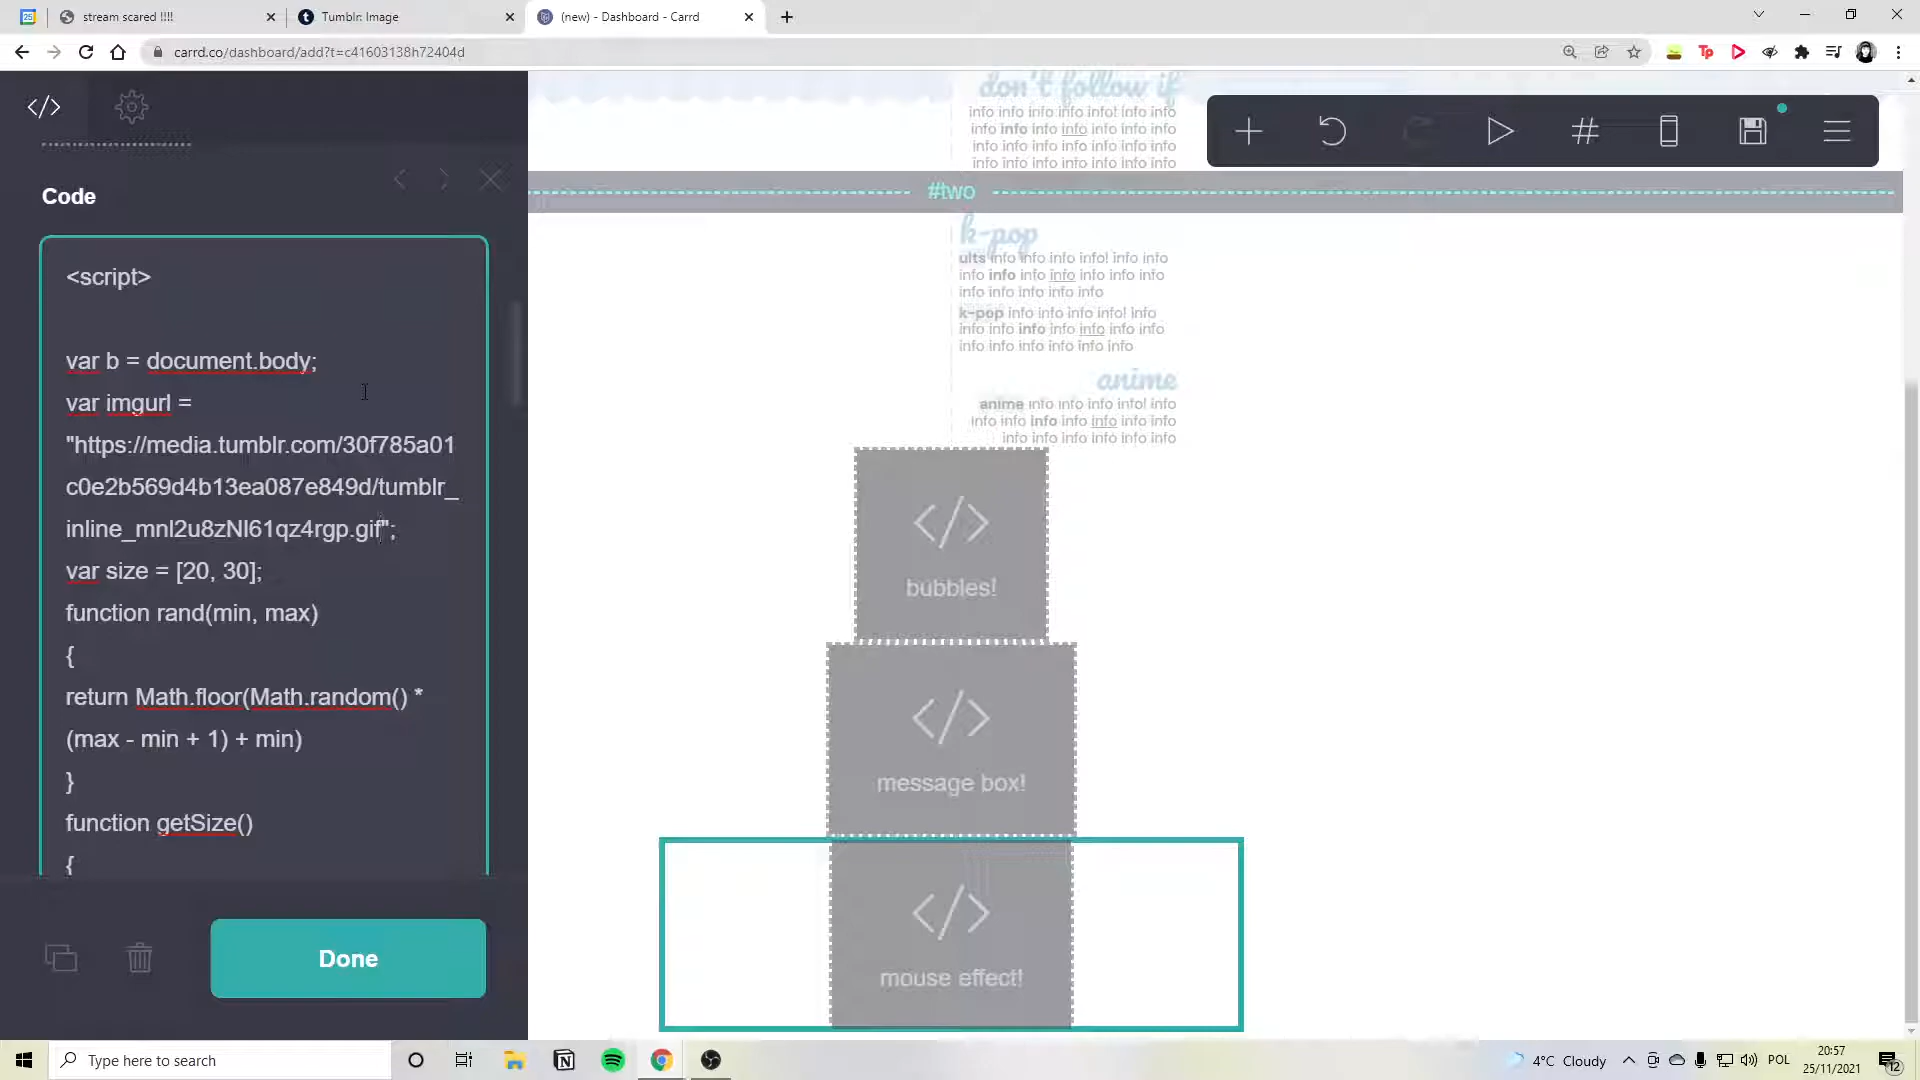 stream scared !!!!
Tumblr: Image
(new) - Dashboard - Carrd
carrd.co/dashboard/add?t=c41603138h72404d
</>
Code
<script>
var b = document.body;
var imgurl =
"https://media.tumblr.com/30f785a01
c0e2b569d4b13ea087e849d/tumblr_
inline_mnl2u8zNl61qz4rgp.gif";
var size = [20, 30];
function rand(min, max)
{
return Math.floor(Math.random() *
(max - min + 1) + min)
}
function getSize()
{
Done
don't follow if
info info info info info! info info
info info info info info info info
info info info info info info info
info info info info info info
#two
k-pop
ults info info info info! info info
info info info info info info info
info info info info info
k-pop info info info info! Info
info info info info info info info
info info info info info info
anime
anime info info info info! info
info info info info info info info
info info info info info info
</>
bubbles!
</>
message box!
</>
mouse effect!
Type here to search
4°C Cloudy
POL
20:57
25/11/2021
12